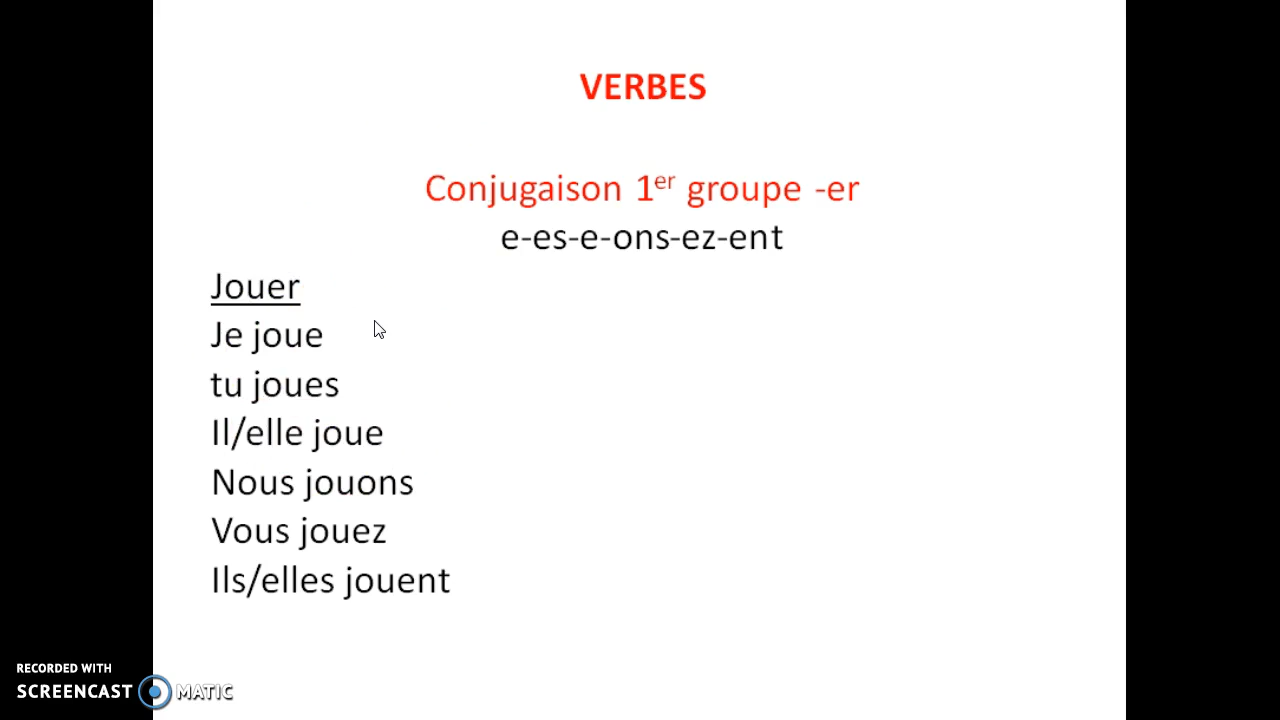 VERBES
Conjugaison 1er groupe -er
e-es-e-ons-ez-ent
Jouer
Je joue
tu joues
Il/elle joue
Nous jouons
Vous jouez
Ils/elles jouent
RECORDED WITH
SCREENCAST MATIC